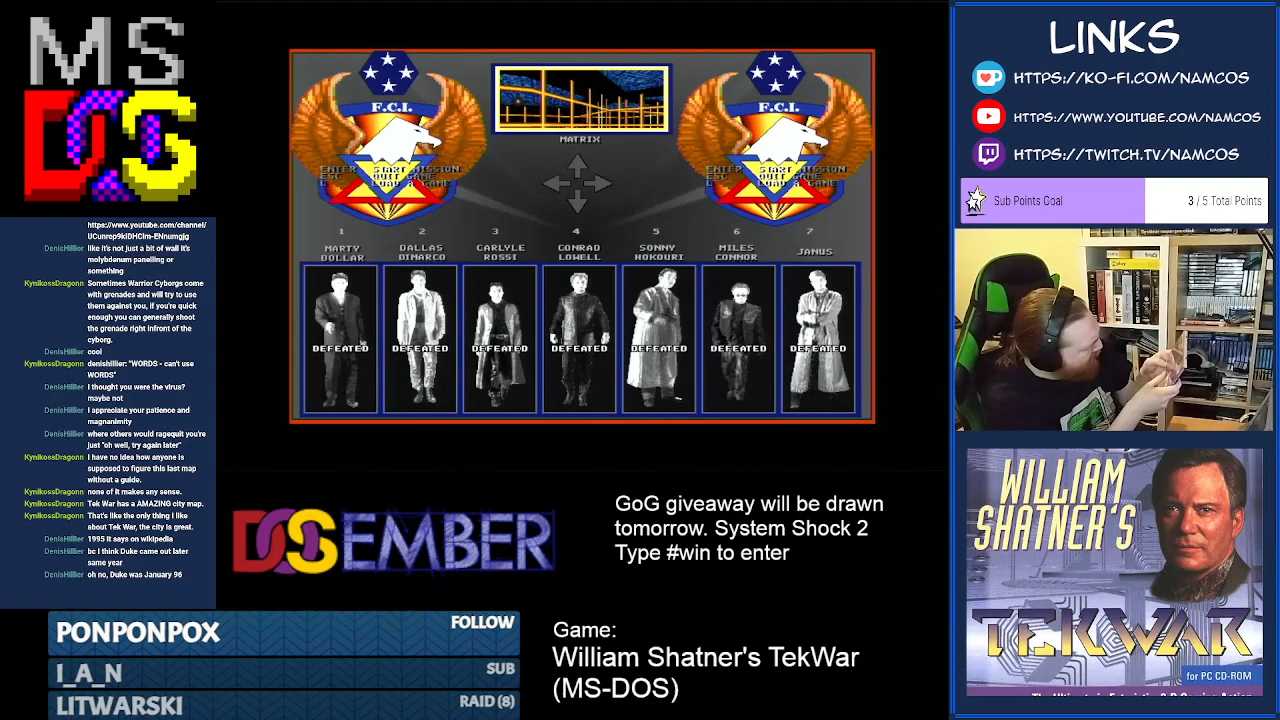 MS
DOS
https://www.youtube.com/channel/
UCunrep9kIDHCim-ENnumgJg
DenisHillier like it's not just a bit of wall it's
molybdenum panelling or
something
KynikossDragonn Sometimes Warrior Cyborgs come
with grenades and will try to use
them against you, if you're quick
enough you can generally shoot
the grenade right infront of the
cyborg.
DenisHillier cool
KynikossDragonn denishillier: "WORDS - can't use
WORDS"
DenisHillier I thought you were the virus?
maybe not
DenisHillier I appreciate your patience and
magnanimity
DenisHillier where others would ragequit you're
just "oh well, try again later"
KynikossDragonn I have no idea how anyone is
supposed to figure this last map
without a guide.
KynikossDragonn none of it makes any sense.
KynikossDragonn Tek War has a AMAZING city map.
KynikossDragonn That's like the only thing I like
about Tek War, the city is great.
DenisHillier 1995 it says on wikipedia
DenisHillier bc I think Duke came out later
same year
DenisHillier oh no, Duke was January 96
F.C.I.
F.C.I.
MATRIX
ENTER START MISSION
ESC QUIT GAME
L LOAD A GAME
ENTER START MISSION
ESC QUIT GAME
L LOAD A GAME
1 2 3 4 5 6 7
MARTY DOLLAR
DALLAS DIMARCO
CARLYLE ROSSI
CONRAD LOWELL
SONNY HOKOURI
MILES CONNOR
JANUS
DEFEATED DEFEATED DEFEATED DEFEATED DEFEATED DEFEATED DEFEATED
DOSEMBER
GoG giveaway will be drawn
tomorrow. System Shock 2
Type #win to enter
PONPONPOX FOLLOW
I_A_N SUB
LITWARSKI RAID (8)
Game:
William Shatner's TekWar
(MS-DOS)
LINKS
HTTPS://KO-FI.COM/NAMCOS
HTTPS://WWW.YOUTUBE.COM/NAMCOS
HTTPS://TWITCH.TV/NAMCOS
Sub Points Goal 3 / 5 Total Points
WILLIAM
SHATNER'S
TEKWAR
for PC CD-ROM